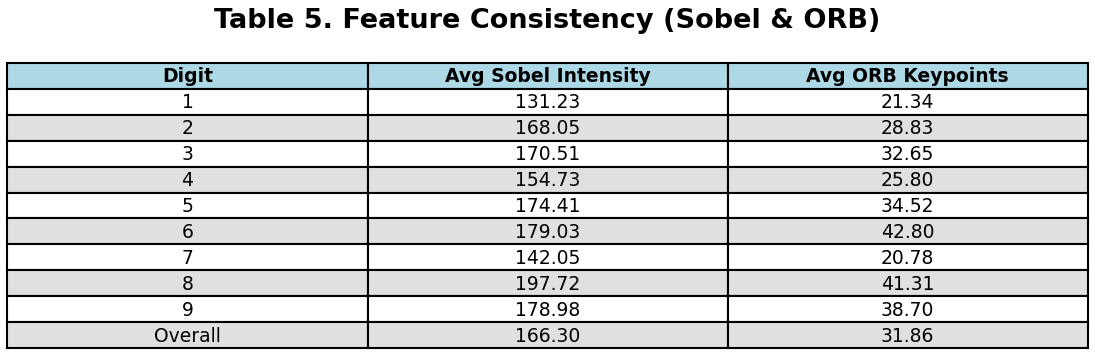 Table 5. Feature Consistency (Sobel & ORB)
Digit Avg Sobel Intensity Avg ORB Keypoints
1 131.23 21.34
2 168.05 28.83
3 170.51 32.65
4 154.73 25.80
5 174.41 34.52
6 179.03 42.80
7 142.05 20.78
8 197.72 41.31
9 178.98 38.70
Overall 166.30 31.86